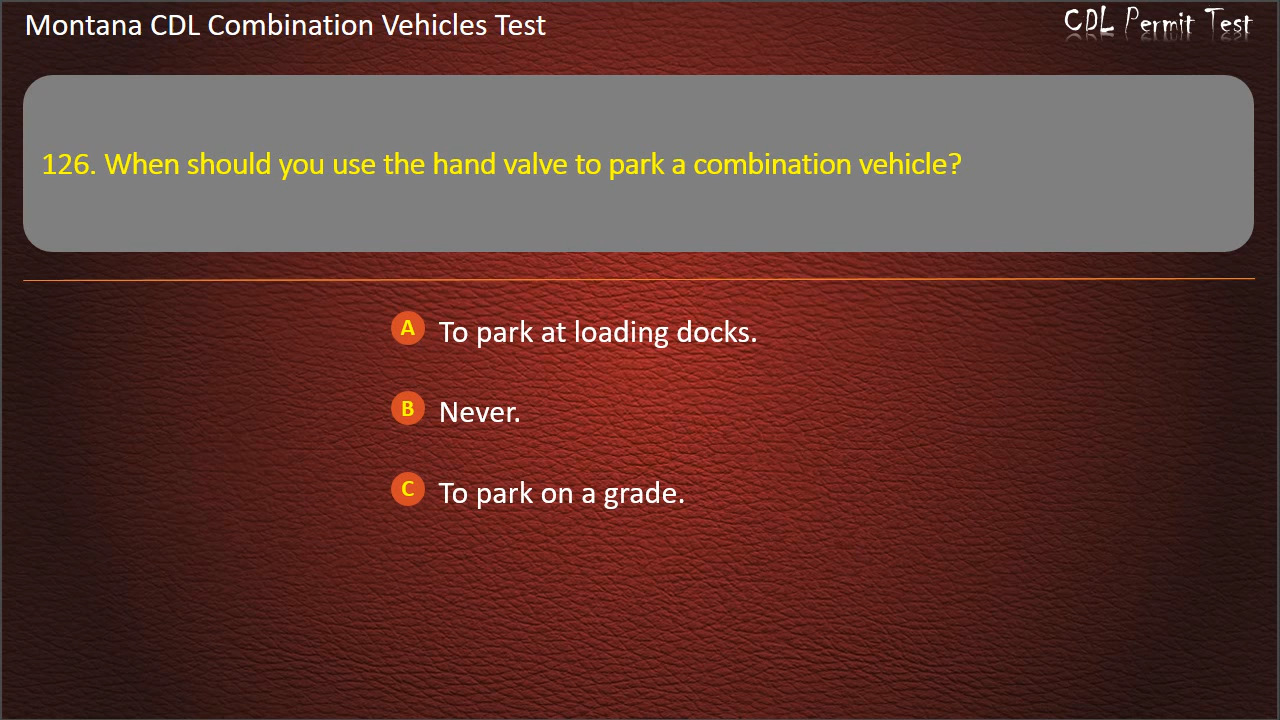 Montana CDL Combination Vehicles Test
CDL Permit Test
126. When should you use the hand valve to park a combination vehicle?
A To park at loading docks.
B Never.
C To park on a grade.